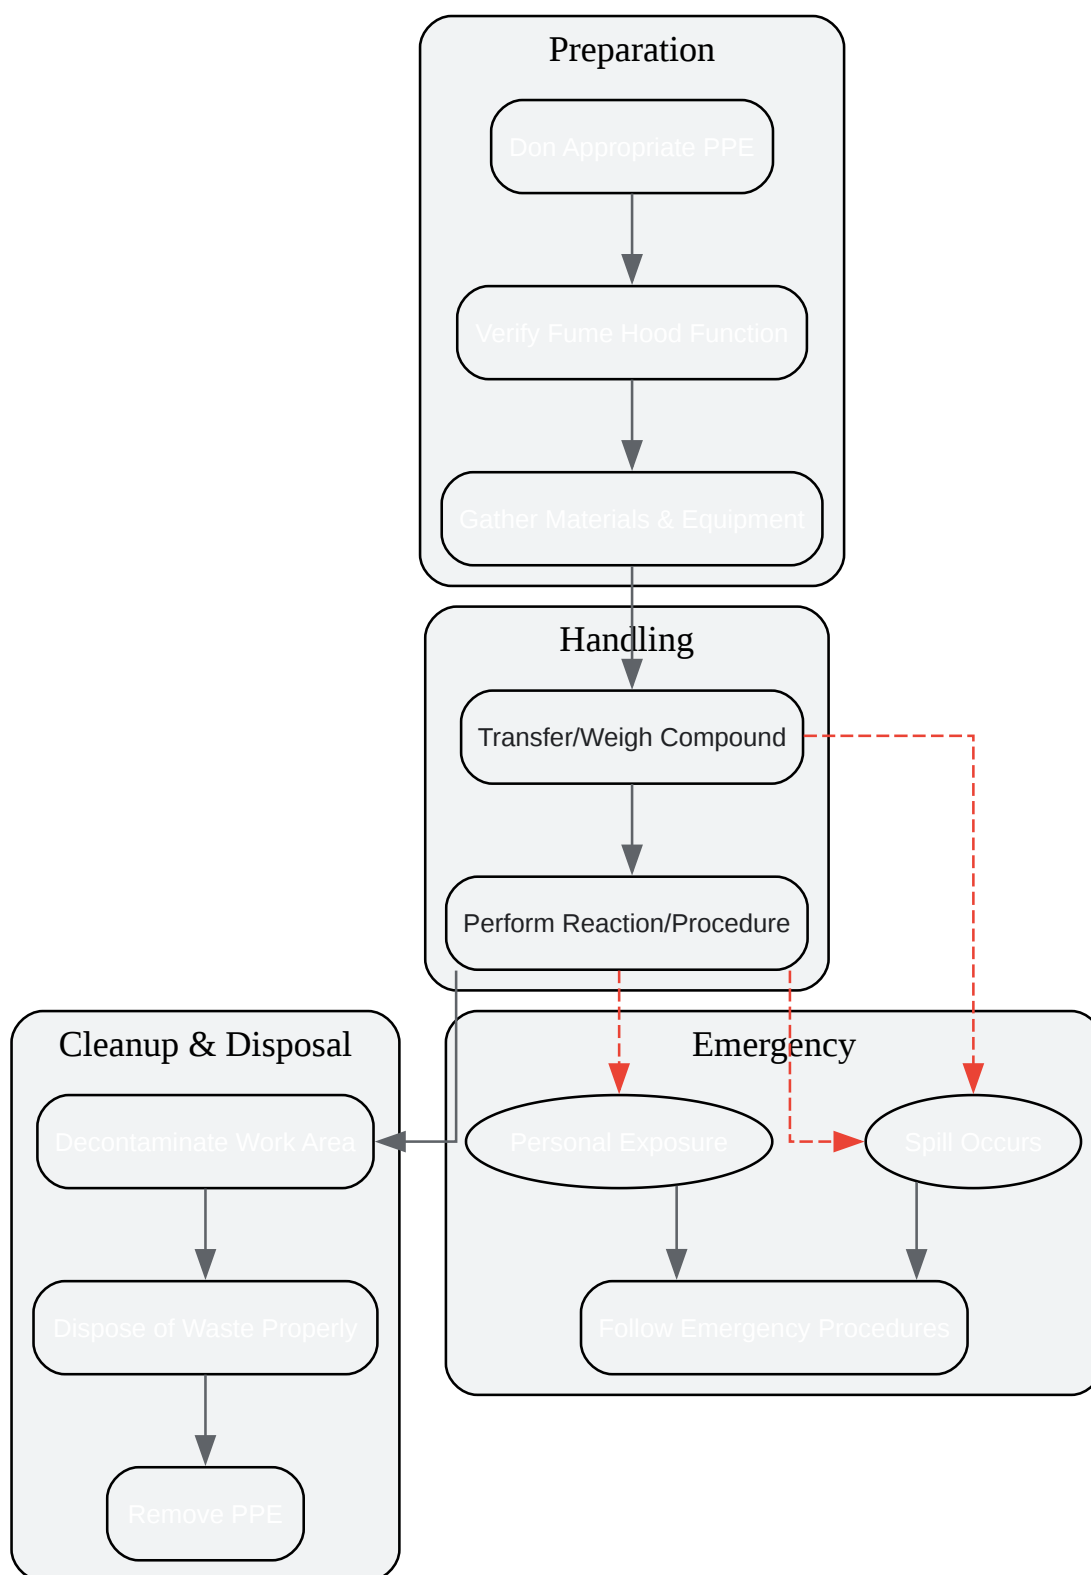 Preparation
Don Appropriate PPE
Verify Fume Hood Function
Gather Materials & Equipment
Handling
Transfer/Weigh Compound
Perform Reaction/Procedure
Cleanup & Disposal
Decontaminate Work Area
Dispose of Waste Properly
Remove PPE
Emergency
Personal Exposure
Spill Occurs
Follow Emergency Procedures